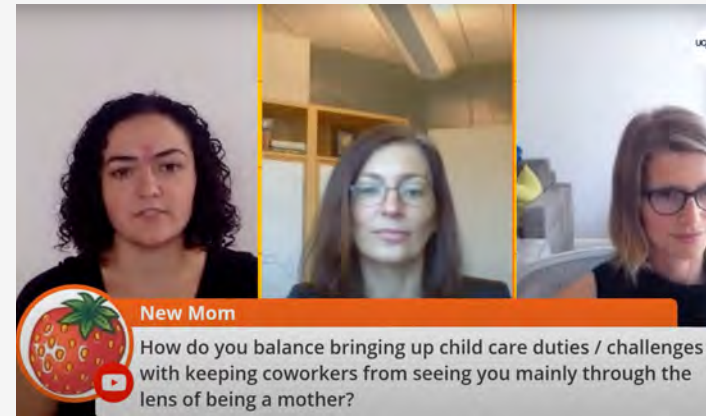 New Mom
How do you balance bringing up child care duties / challenges
with keeping coworkers from seeing you mainly through the
lens of being a mother?